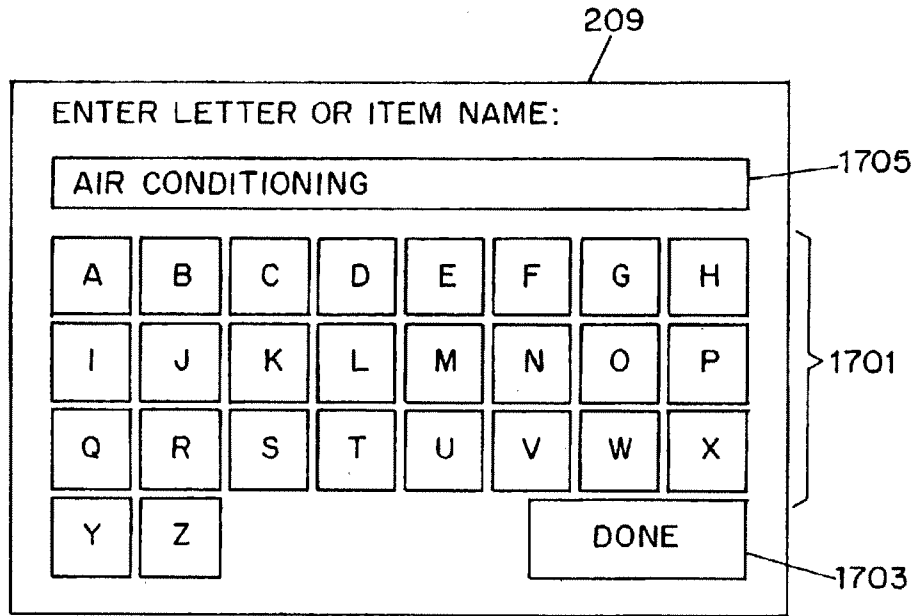 209
ENTER LETTER OR ITEM NAME:
AIR CONDITIONING
1705
A B C D E F G H
I J K L M N O P
1701
Q R S T U V W X
Y Z DONE
1703